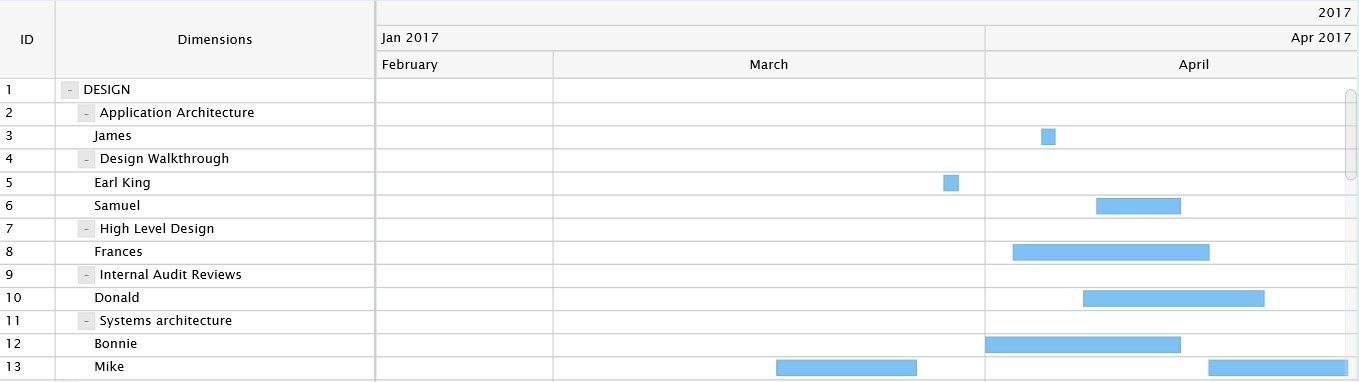 2017
ID Dimensions Jan 2017 Apr 2017
February March April
1 - DESIGN
2 - Application Architecture
3 James
4 - Design Walkthrough
5 Earl King
6 Samuel
7 - High Level Design
8 Frances
9 - Internal Audit Reviews
10 Donald
11 - Systems architecture
12 Bonnie
13 Mike